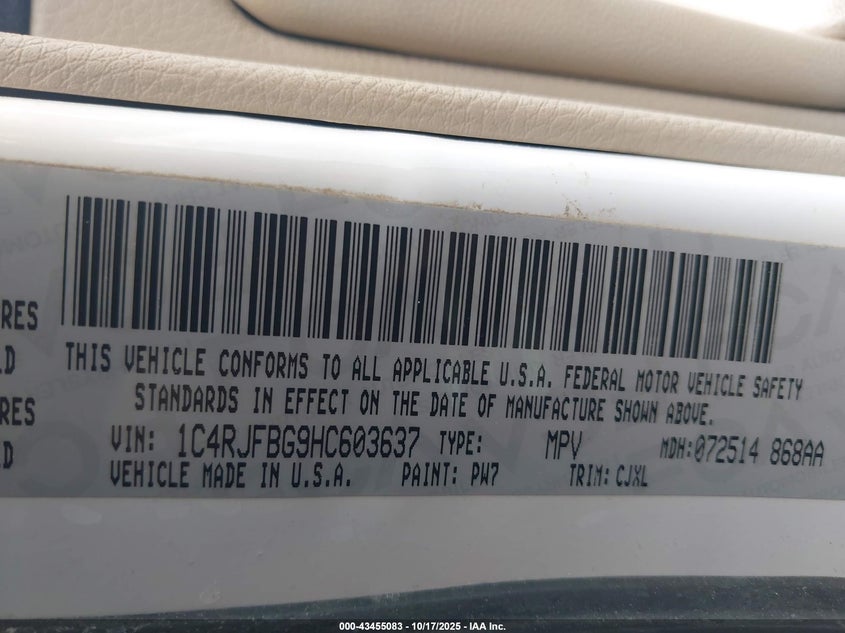 RES
THIS VEHICLE CONFORMS TO ALL APPLICABLE U.S.A. FEDERAL MOTOR VEHICLE SAFETY
STANDARDS IN EFFECT ON THE DATE OF MANUFACTURE SHOWN ABOVE.
RES
VIN: 1C4RJFBG9HC603637 TYPE: MPV MDH:072514 868AA
VEHICLE MADE IN U.S.A. PAINT: PW7 TRIM: CJXL
000-43455083 | 10/17/2025 – IAA Inc.